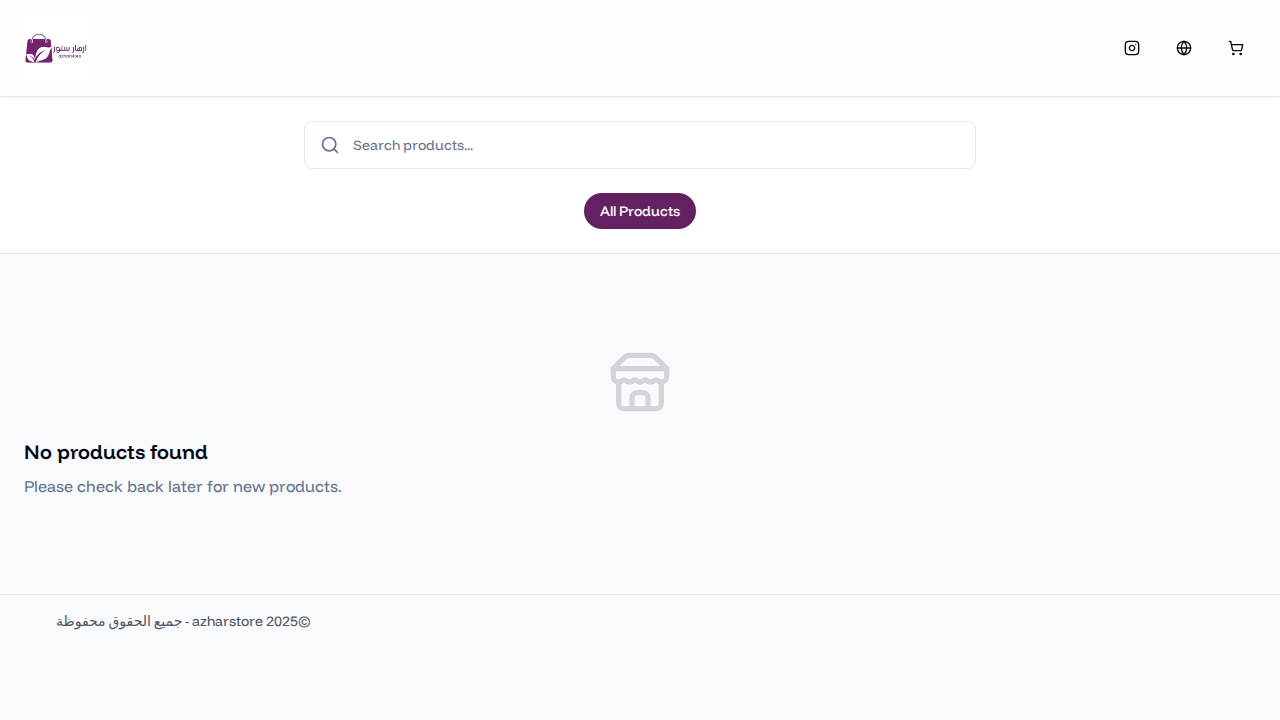 ازهار ستور
azharstore
Search products...
All Products
No products found
Please check back later for new products.
جميع الحقوق محفوظة - azharstore 2025©